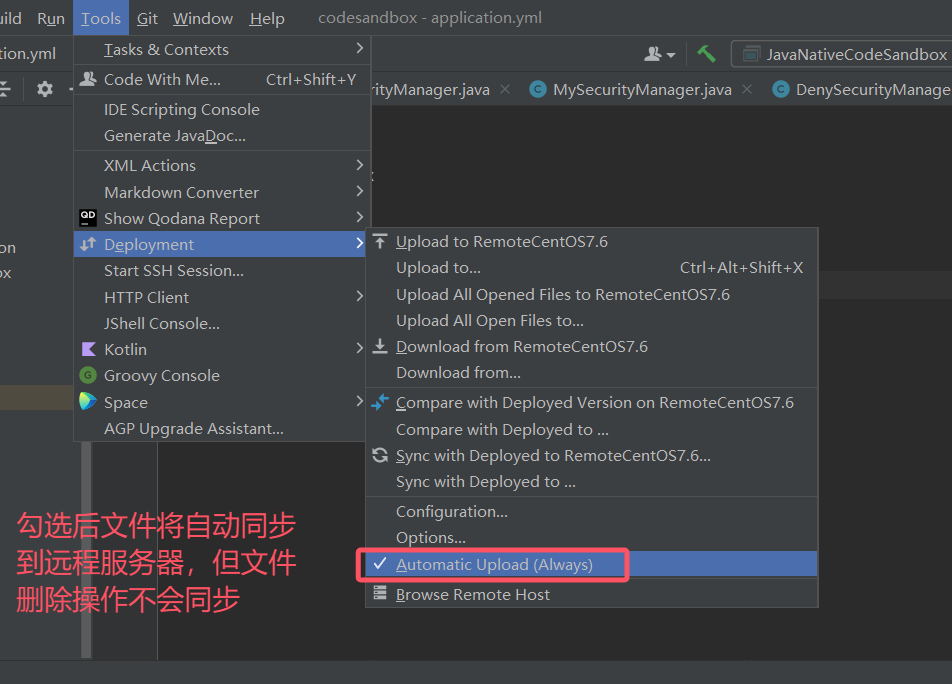 uild Run Tools Git Window Help codesandbox - application.yml
tion.yml JavaNativeCodeSandbox
rityManager.java MySecurityManager.java DenySecurityManage
Tasks & Contexts
Code With Me... Ctrl+Shift+Y
IDE Scripting Console
Generate JavaDoc...
XML Actions
Markdown Converter
QD Show Qodana Report
Deployment
Start SSH Session...
HTTP Client
JShell Console...
Kotlin
Groovy Console
Space
AGP Upgrade Assistant...
on
ox
Upload to RemoteCentOS7.6
Upload to... Ctrl+Alt+Shift+X
Upload All Opened Files to RemoteCentOS7.6
Upload All Open Files to...
Download from RemoteCentOS7.6
Download from...
Compare with Deployed Version on RemoteCentOS7.6
Compare with Deployed to ...
Sync with Deployed to RemoteCentOS7.6...
Sync with Deployed to ...
Configuration...
Options...
Automatic Upload (Always)
Browse Remote Host
勾选后文件将自动同步
到远程服务器，但文件
删除操作不会同步